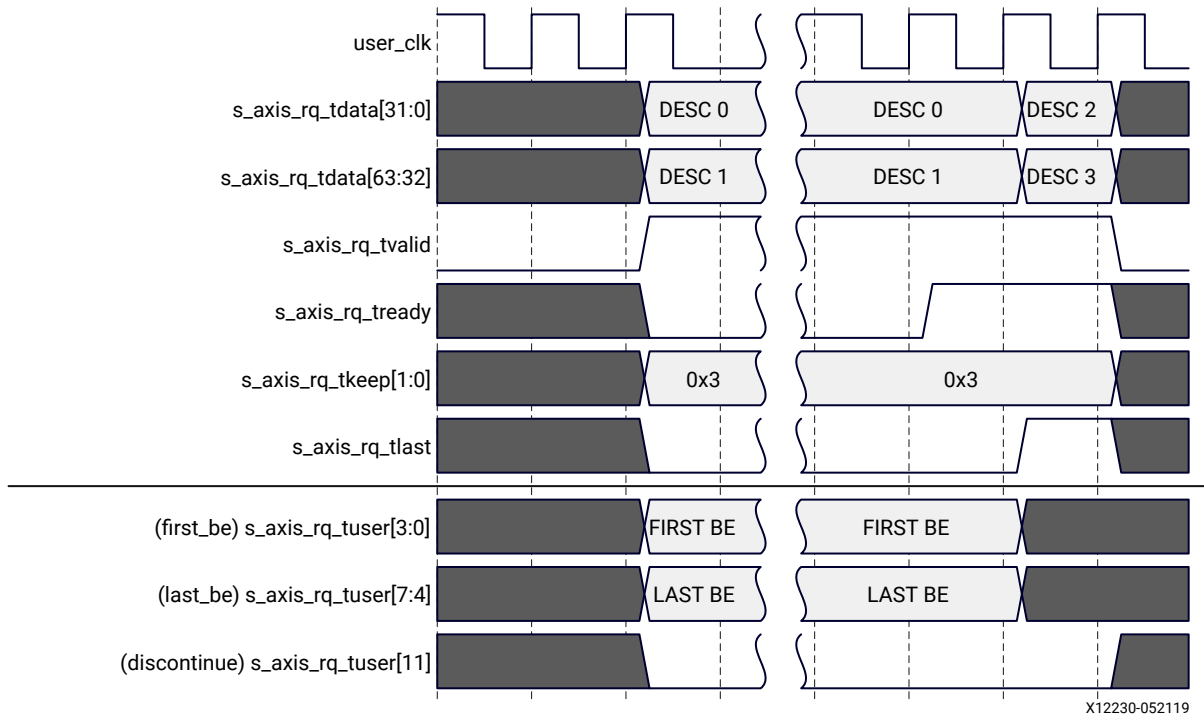 user_clk
s_axis_rq_tdata[31:0] DESC 0 DESC 0 DESC 2
s_axis_rq_tdata[63:32] DESC 1 DESC 1 DESC 3
s_axis_rq_tvalid
s_axis_rq_tready
s_axis_rq_tkeep[1:0] 0x3 0x3
s_axis_rq_tlast
(first_be) s_axis_rq_tuser[3:0] FIRST BE FIRST BE
(last_be) s_axis_rq_tuser[7:4] LAST BE LAST BE
(discontinue) s_axis_rq_tuser[11]
X12230-052119